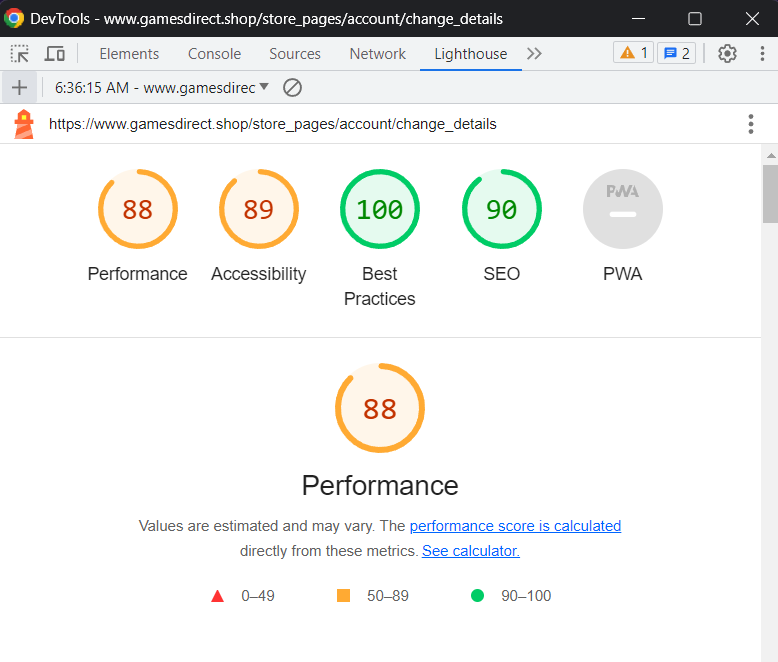 DevTools - www.gamesdirect.shop/store_pages/account/change_details
Elements Console Sources Network Lighthouse 1 2
6:36:15 AM - www.gamesdirec
https://www.gamesdirect.shop/store_pages/account/change_details
88 89 100 90 PWA
Performance Accessibility Best Practices SEO PWA
88
Performance
Values are estimated and may vary. The performance score is calculated
directly from these metrics. See calculator.
0–49 50–89 90–100